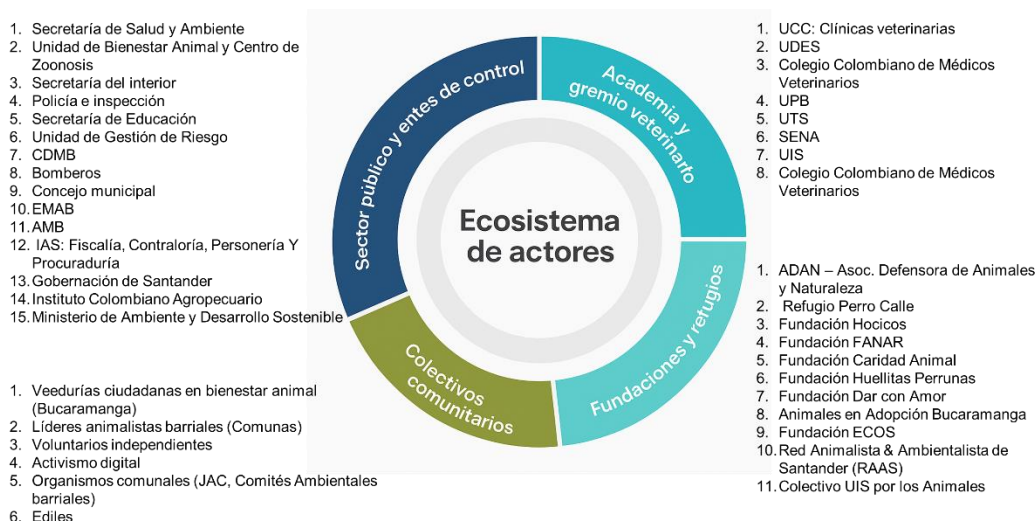 1. Secretaría de Salud y Ambiente
2. Unidad de Bienestar Animal y Centro de
Zoonosis
3. Secretaría del interior
4. Policía e inspección
5. Secretaría de Educación
6. Unidad de Gestión de Riesgo
7. CDMB
8. Bomberos
9. Concejo municipal
10. EMAB
11. AMB
12. IAS: Fiscalía, Contraloría, Personería Y
Procuraduría
13. Gobernación de Santander
14. Instituto Colombiano Agropecuario
15. Ministerio de Ambiente y Desarrollo Sostenible
1. Veedurías ciudadanas en bienestar animal
(Bucaramanga)
2. Líderes animalistas barriales (Comunas)
3. Voluntarios independientes
4. Activismo digital
5. Organismos comunales (JAC, Comités Ambientales
barriales)
6. Ediles
Sector público y entes de control
Academia y
gremio veterinarto
Ecosistema
de actores
Colectivos
comunitarios
Fundaciones y refugios
1. UCC: Clínicas veterinarias
2. UDES
3. Colegio Colombiano de Médicos
Veterinarios
4. UPB
5. UTS
6. SENA
7. UIS
8. Colegio Colombiano de Médicos
Veterinarios
1. ADAN – Asoc. Defensora de Animales
y Naturaleza
2. Refugio Perro Calle
3. Fundación Hocicos
4. Fundación FANAR
5. Fundación Caridad Animal
6. Fundación Huellitas Perrunas
7. Fundación Dar con Amor
8. Animales en Adopción Bucaramanga
9. Fundación ECOS
10. Red Animalista & Ambientalista de
Santander (RAAS)
11. Colectivo UIS por los Animales